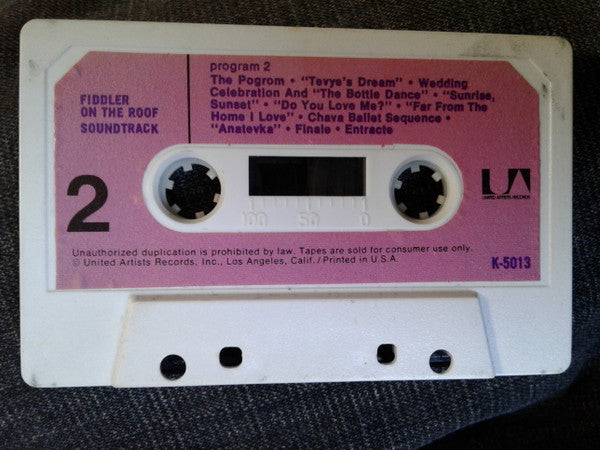 FIDDLER
ON THE ROOF
SOUNDTRACK
program 2
The Pogrom • "Tevye's Dream" • Wedding
Celebration And "The Bottle Dance" • "Sunrise,
Sunset" • "Do You Love Me?" • "Far From The
Home I Love" • Chava Ballet Sequence •
"Anatevka" • Finale • Entracte
2
100 50 0
UA
UNITED ARTISTS RECORDS
Unauthorized duplication is prohibited by law. Tapes are sold for consumer use only.
© United Artists Records, Inc., Los Angeles, Calif. / Printed in U.S.A.
K-5013